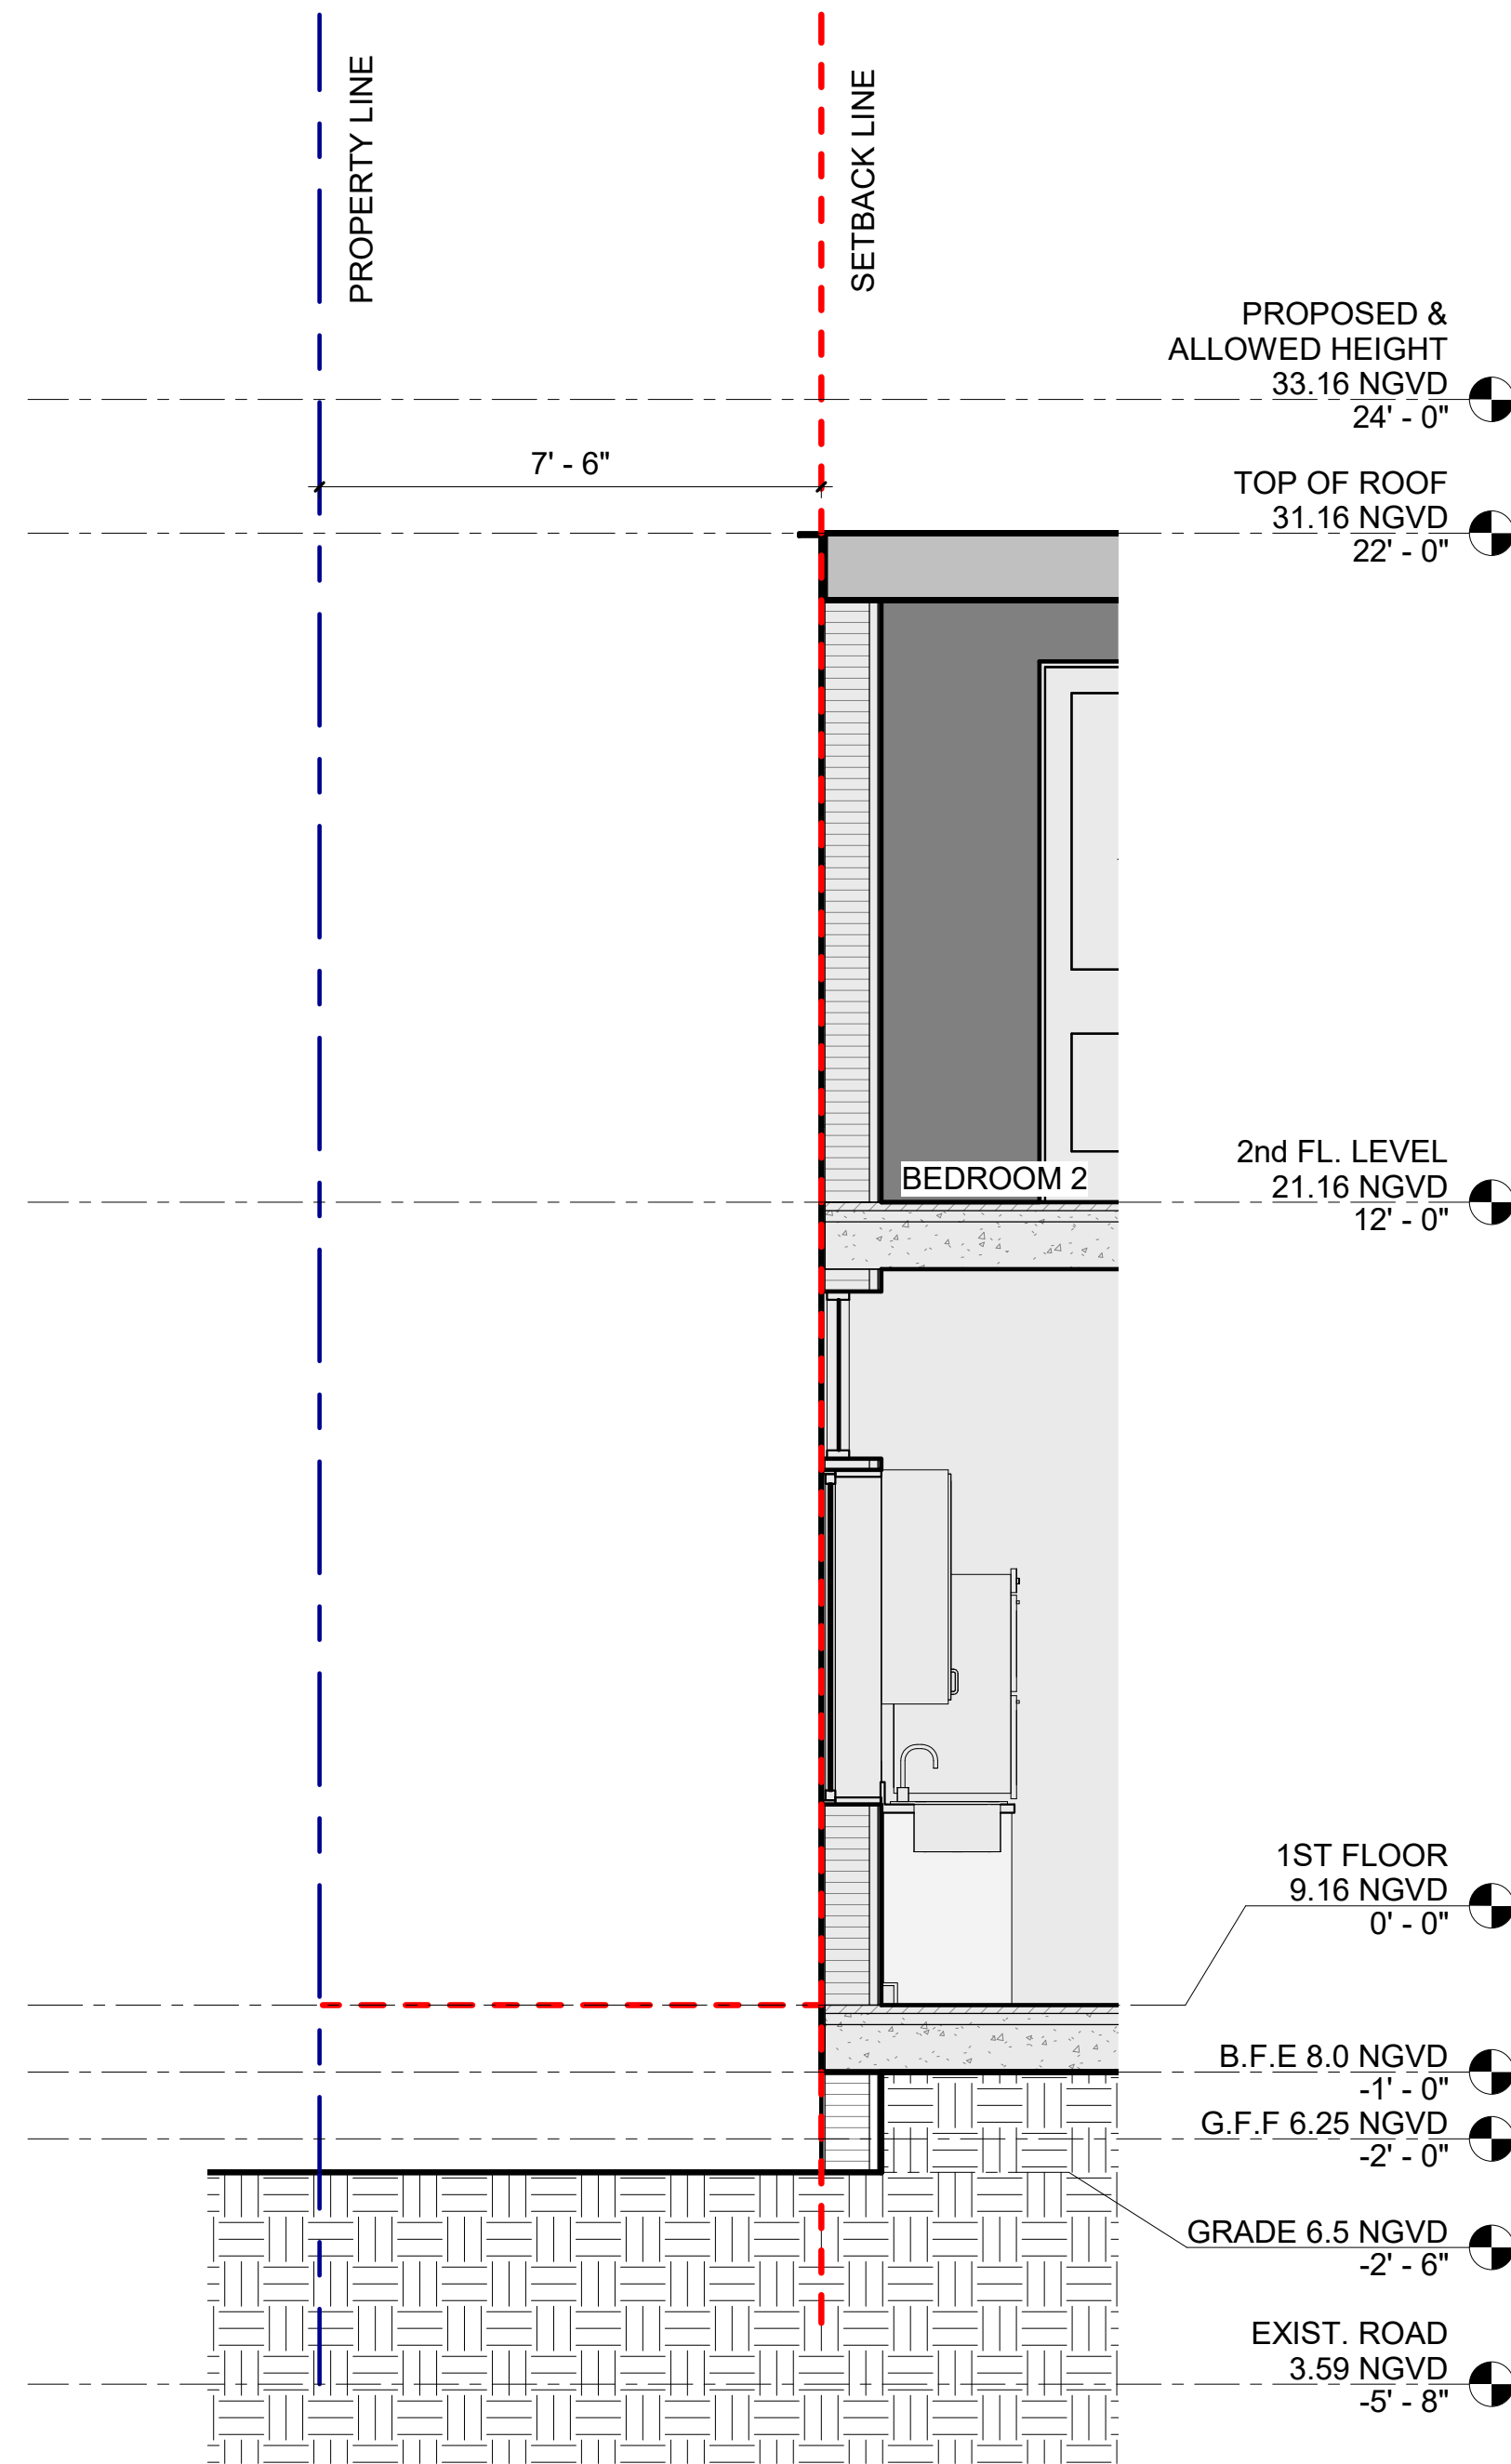 PROPERTY LINE
SETBACK LINE
PROPOSED &
ALLOWED HEIGHT
33.16 NGVD
24' - 0"
7' - 6"
TOP OF ROOF
31.16 NGVD
22' - 0"
BEDROOM 2
2nd FL. LEVEL
21.16 NGVD
12' - 0"
1ST FLOOR
9.16 NGVD
0' - 0"
B.F.E 8.0 NGVD
-1' - 0"
G.F.F 6.25 NGVD
-2' - 0"
GRADE 6.5 NGVD
-2' - 6"
EXIST. ROAD
3.59 NGVD
-5' - 8"